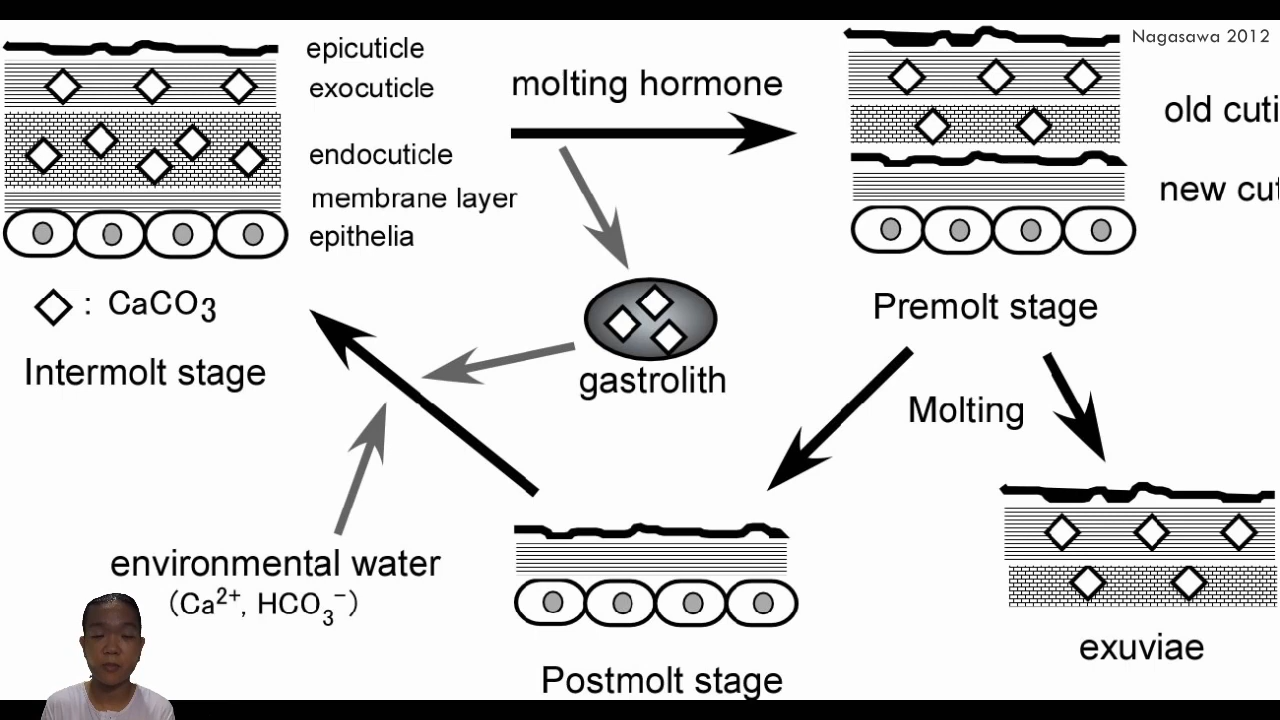 Nagasawa 2012
epicuticle
exocuticle
endocuticle
membrane layer
epithelia
molting hormone
old cuti
new cut
◇: CaCO3
Intermolt stage
gastrolith
Premolt stage
Molting
environmental water
(Ca2+, HCO3−)
Postmolt stage
exuviae